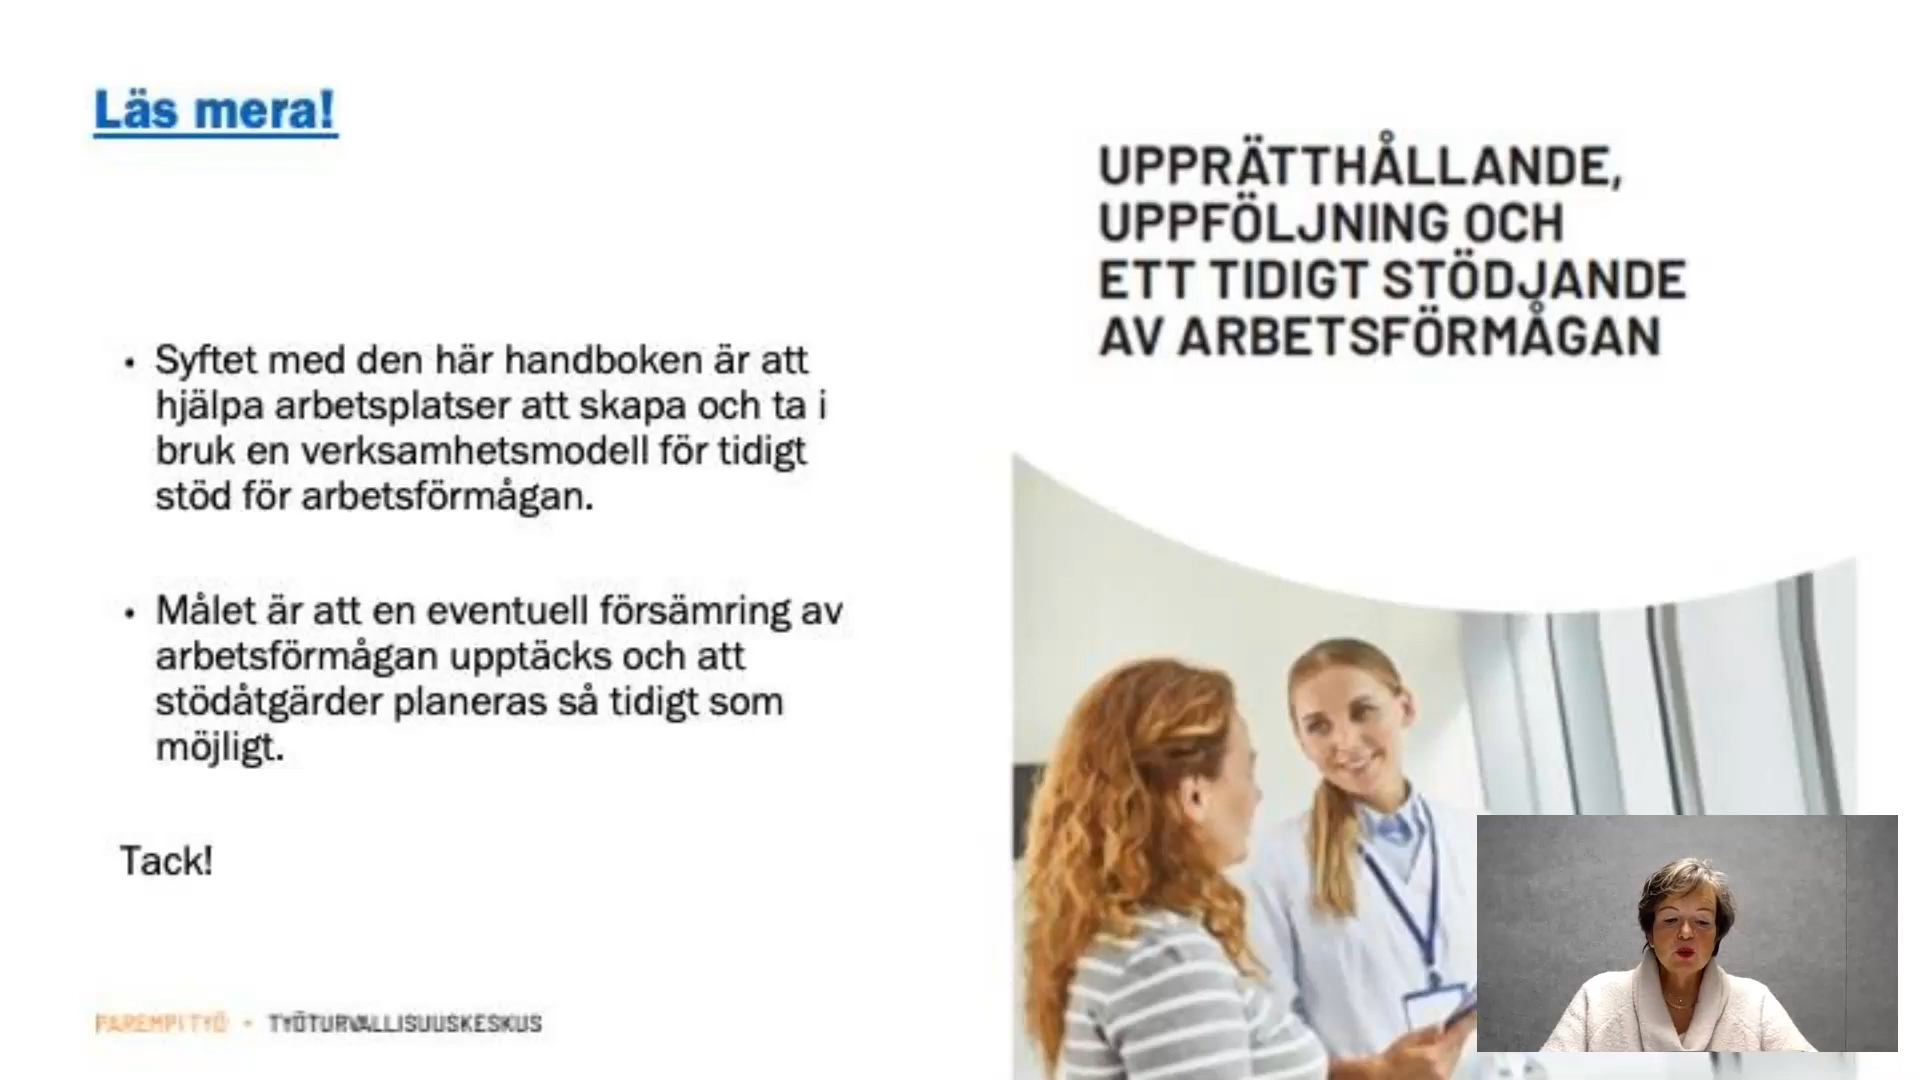 Läs mera!
• Syftet med den här handboken är att
hjälpa arbetsplatser att skapa och ta i
bruk en verksamhetsmodell för tidigt
stöd för arbetsförmågan.
• Målet är att en eventuell försämring av
arbetsförmågan upptäcks och att
stödåtgärder planeras så tidigt som
möjligt.
Tack!
PAREMPI TYÖ • TYÖTURVALLISUUSKESKUS
UPPRÄTTHÅLLANDE,
UPPFÖLJNING OCH
ETT TIDIGT STÖDJANDE
AV ARBETSFÖRMÅGAN